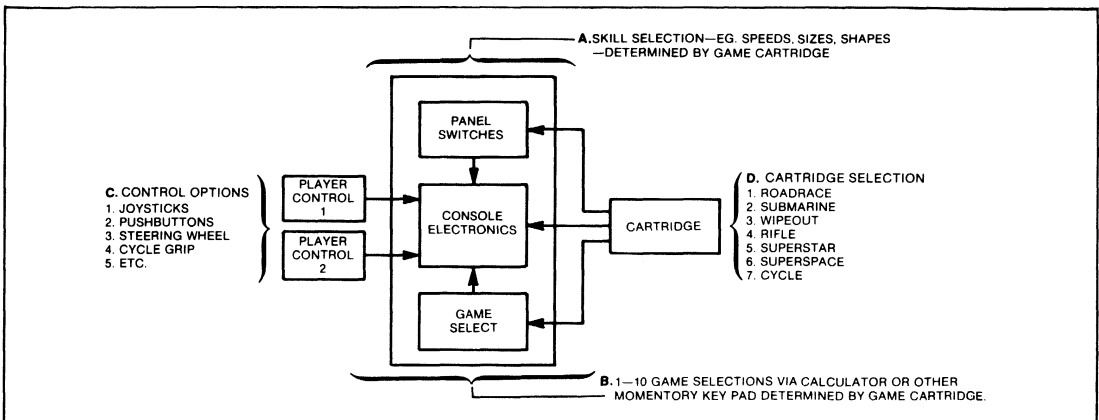 A. SKILL SELECTION—EG. SPEEDS, SIZES, SHAPES
—DETERMINED BY GAME CARTRIDGE
PANEL
SWITCHES
C. CONTROL OPTIONS
1. JOYSTICKS
2. PUSHBUTTONS
3. STEERING WHEEL
4. CYCLE GRIP
5. ETC.
PLAYER
CONTROL
1
PLAYER
CONTROL
2
CONSOLE
ELECTRONICS
CARTRIDGE
D. CARTRIDGE SELECTION
1. ROADRACE
2. SUBMARINE
3. WIPEOUT
4. RIFLE
5. SUPERSTAR
6. SUPERSPACE
7. CYCLE
GAME
SELECT
B. 1—10 GAME SELECTIONS VIA CALCULATOR OR OTHER
MOMENTORY KEY PAD DETERMINED BY GAME CARTRIDGE.